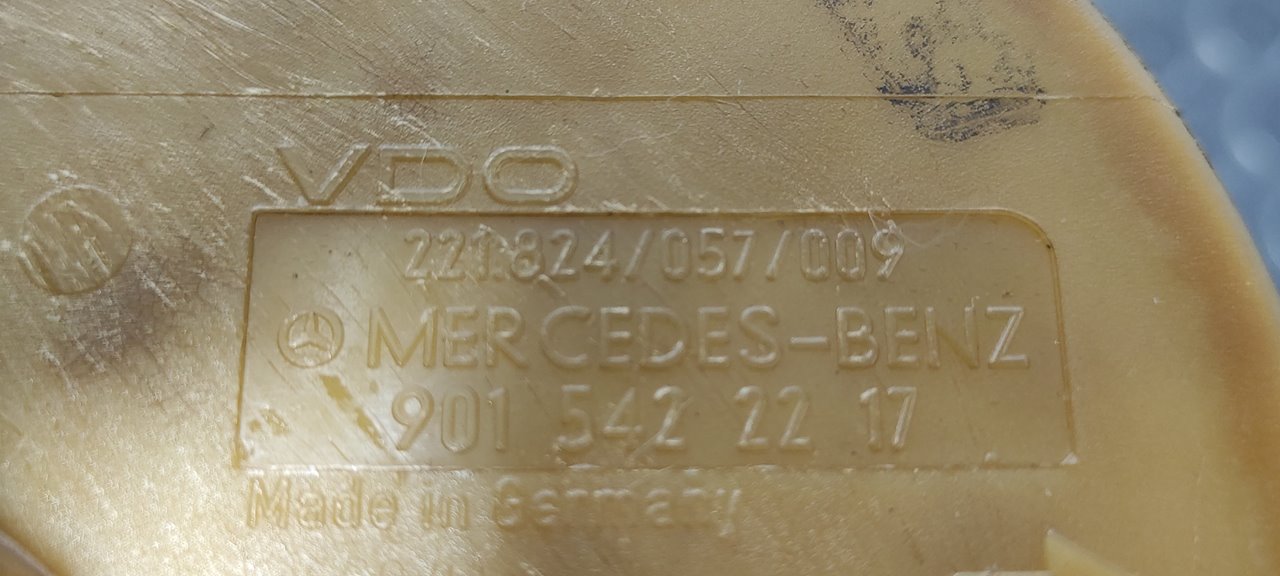 VDO
221.824/057/009
MERCEDES-BENZ
901 542 22 17
Made in Germany